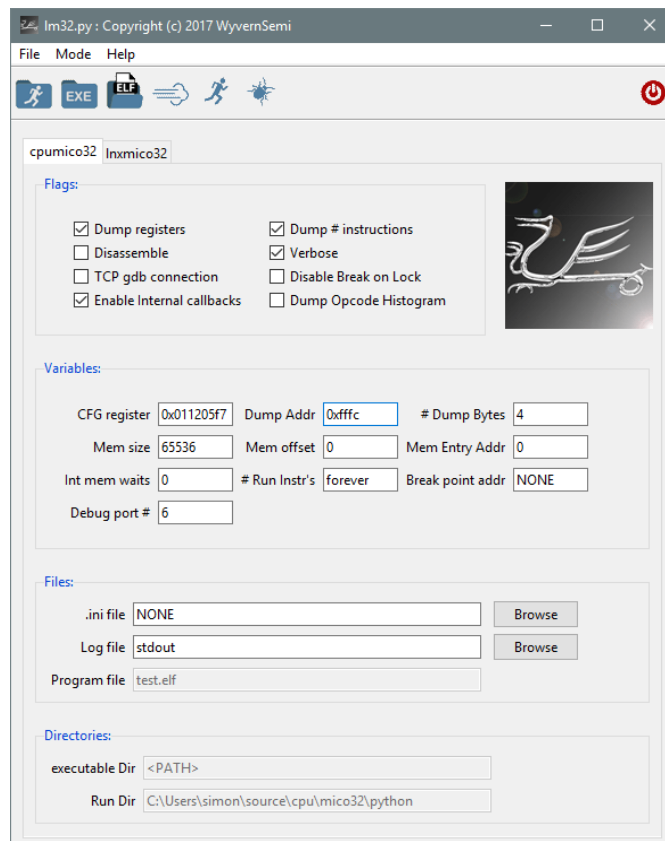 lm32.py : Copyright (c) 2017 WyvernSemi
File Mode Help
EXE ELF
cpumico32 lnxmico32
Flags:
Dump registers Dump # instructions
Disassemble Verbose
TCP gdb connection Disable Break on Lock
Enable Internal callbacks Dump Opcode Histogram
Variables:
CFG register 0x011205f7 Dump Addr 0xfffc # Dump Bytes 4
Mem size 65536 Mem offset 0 Mem Entry Addr 0
Int mem waits 0 # Run Instr's forever Break point addr NONE
Debug port # 6
Files:
.ini file NONE Browse
Log file stdout Browse
Program file test.elf
Directories:
executable Dir <PATH>
Run Dir C:\Users\simon\source\cpu\mico32\python